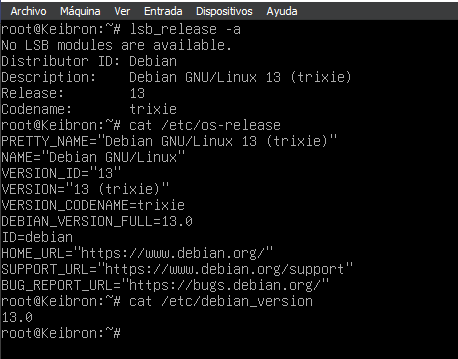 Archivo Máquina Ver Entrada Dispositivos Ayuda
root@Keibron:~# lsb_release -a
No LSB modules are available.
Distributor ID: Debian
Description:    Debian GNU/Linux 13 (trixie)
Release:        13
Codename:       trixie
root@Keibron:~# cat /etc/os-release
PRETTY_NAME="Debian GNU/Linux 13 (trixie)"
NAME="Debian GNU/Linux"
VERSION_ID="13"
VERSION="13 (trixie)"
VERSION_CODENAME=trixie
DEBIAN_VERSION_FULL=13.0
ID=debian
HOME_URL="https://www.debian.org/"
SUPPORT_URL="https://www.debian.org/support"
BUG_REPORT_URL="https://bugs.debian.org/"
root@Keibron:~# cat /etc/debian_version
13.0
root@Keibron:~#